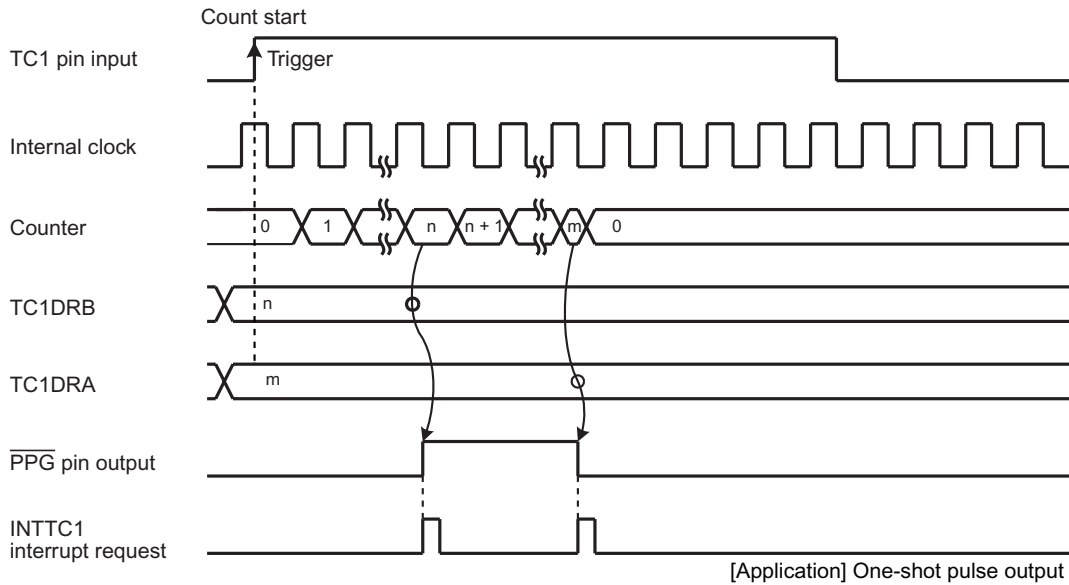 Count start
TC1 pin input
Trigger
Internal clock
Counter
0 1 n n + 1 m 0
TC1DRB
n
TC1DRA
m
PPG pin output
INTTC1
interrupt request
[Application] One-shot pulse output